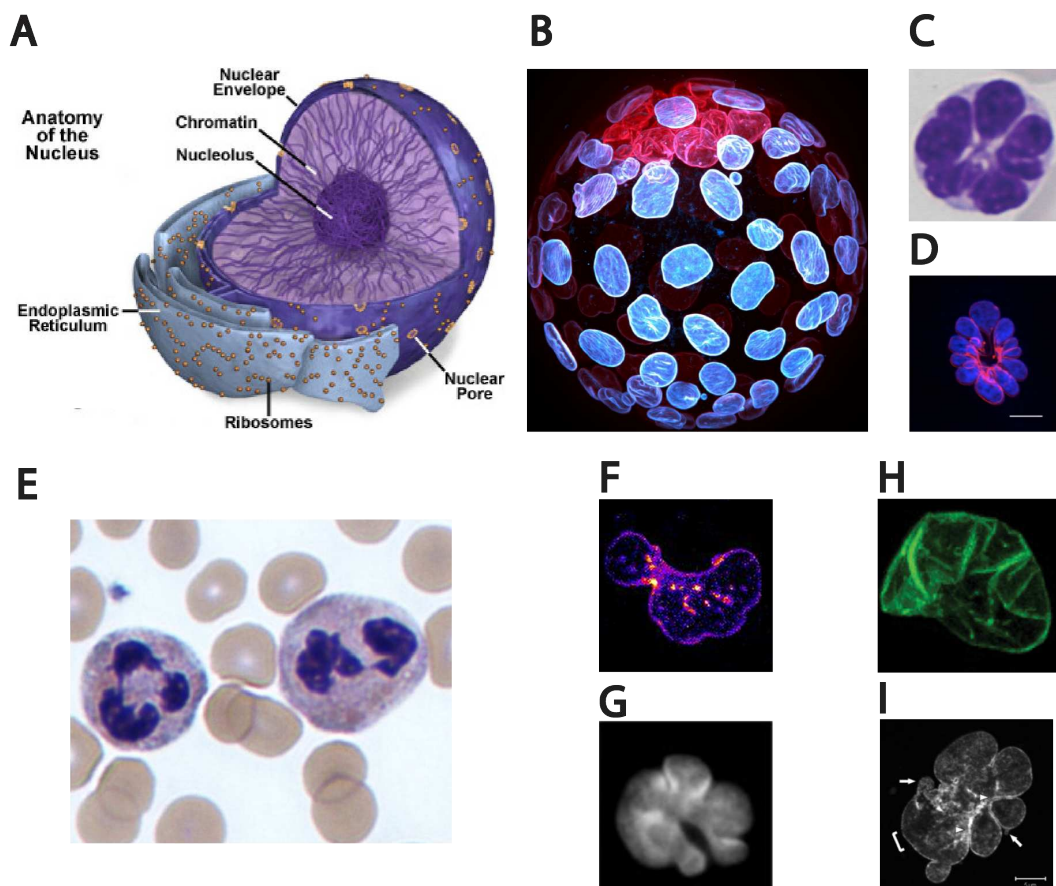 A
B
C
Anatomy
of the
Nucleus
Nuclear
Envelope
Chromatin
Nucleolus
Endoplasmic
Reticulum
Ribosomes
Nuclear
Pore
D
E
F
H
G
I